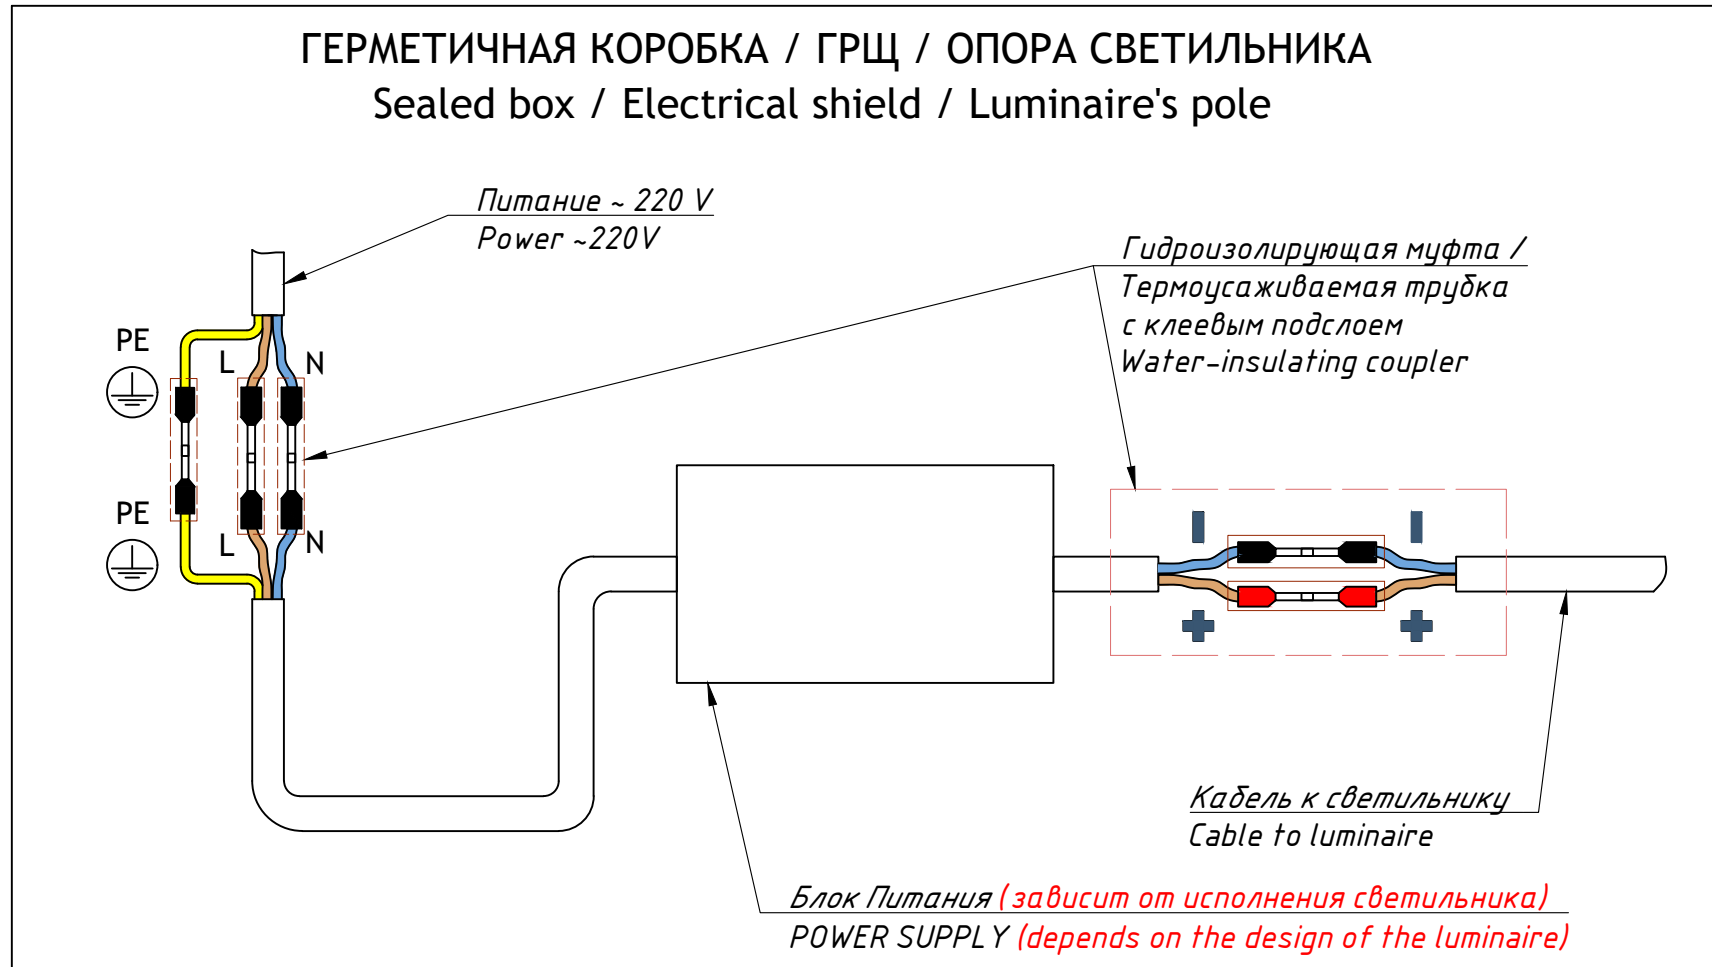 ГЕРМЕТИЧНАЯ КОРОБКА / ГРЩ / ОПОРА СВЕТИЛЬНИКА
Sealed box / Electrical shield / Luminaire's pole
Питание ~ 220 V
Power ~220V
Гидроизолирующая муфта /
Термоусаживаемая трубка
с клеевым подслоем
Water-insulating coupler
PE
L
N
PE
L
N
Кабель к светильнику
Cable to luminaire
Блок Питания (зависит от исполнения светильника)
POWER SUPPLY (depends on the design of the luminaire)